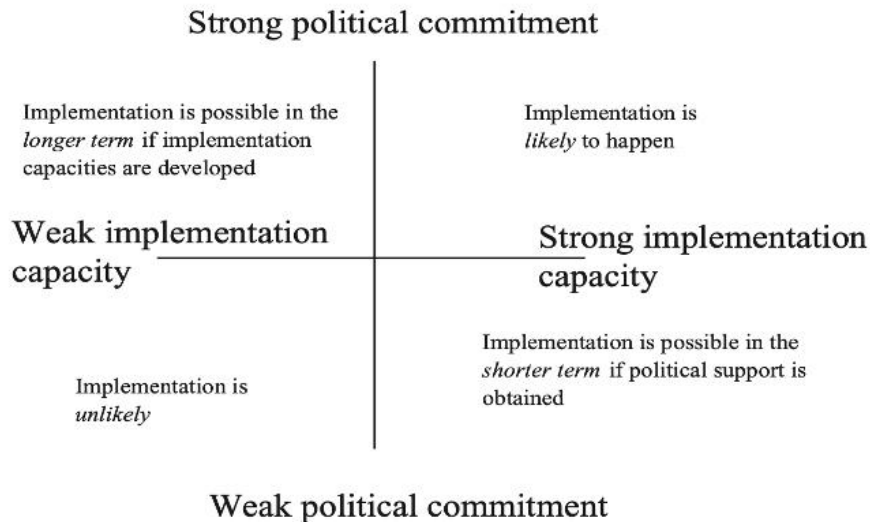 Strong political commitment
Implementation is possible in the
longer term if implementation
capacities are developed
Implementation is
likely to happen
Weak implementation
capacity
Strong implementation
capacity
Implementation is
unlikely
Implementation is possible in the
shorter term if political support is
obtained
Weak political commitment